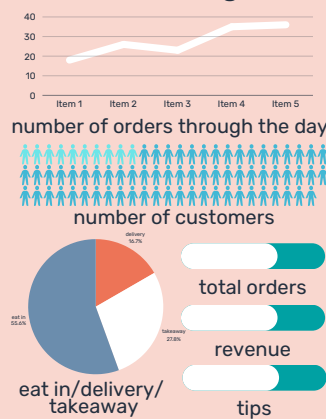 40
30
20
10
0
Item 1 Item 2 Item 3 Item 4 Item 5
number of orders through the day
number of customers
delivery
16.7%
eat in
55.6%
takeaway
27.8%
eat in/delivery/
takeaway
total orders
revenue
tips